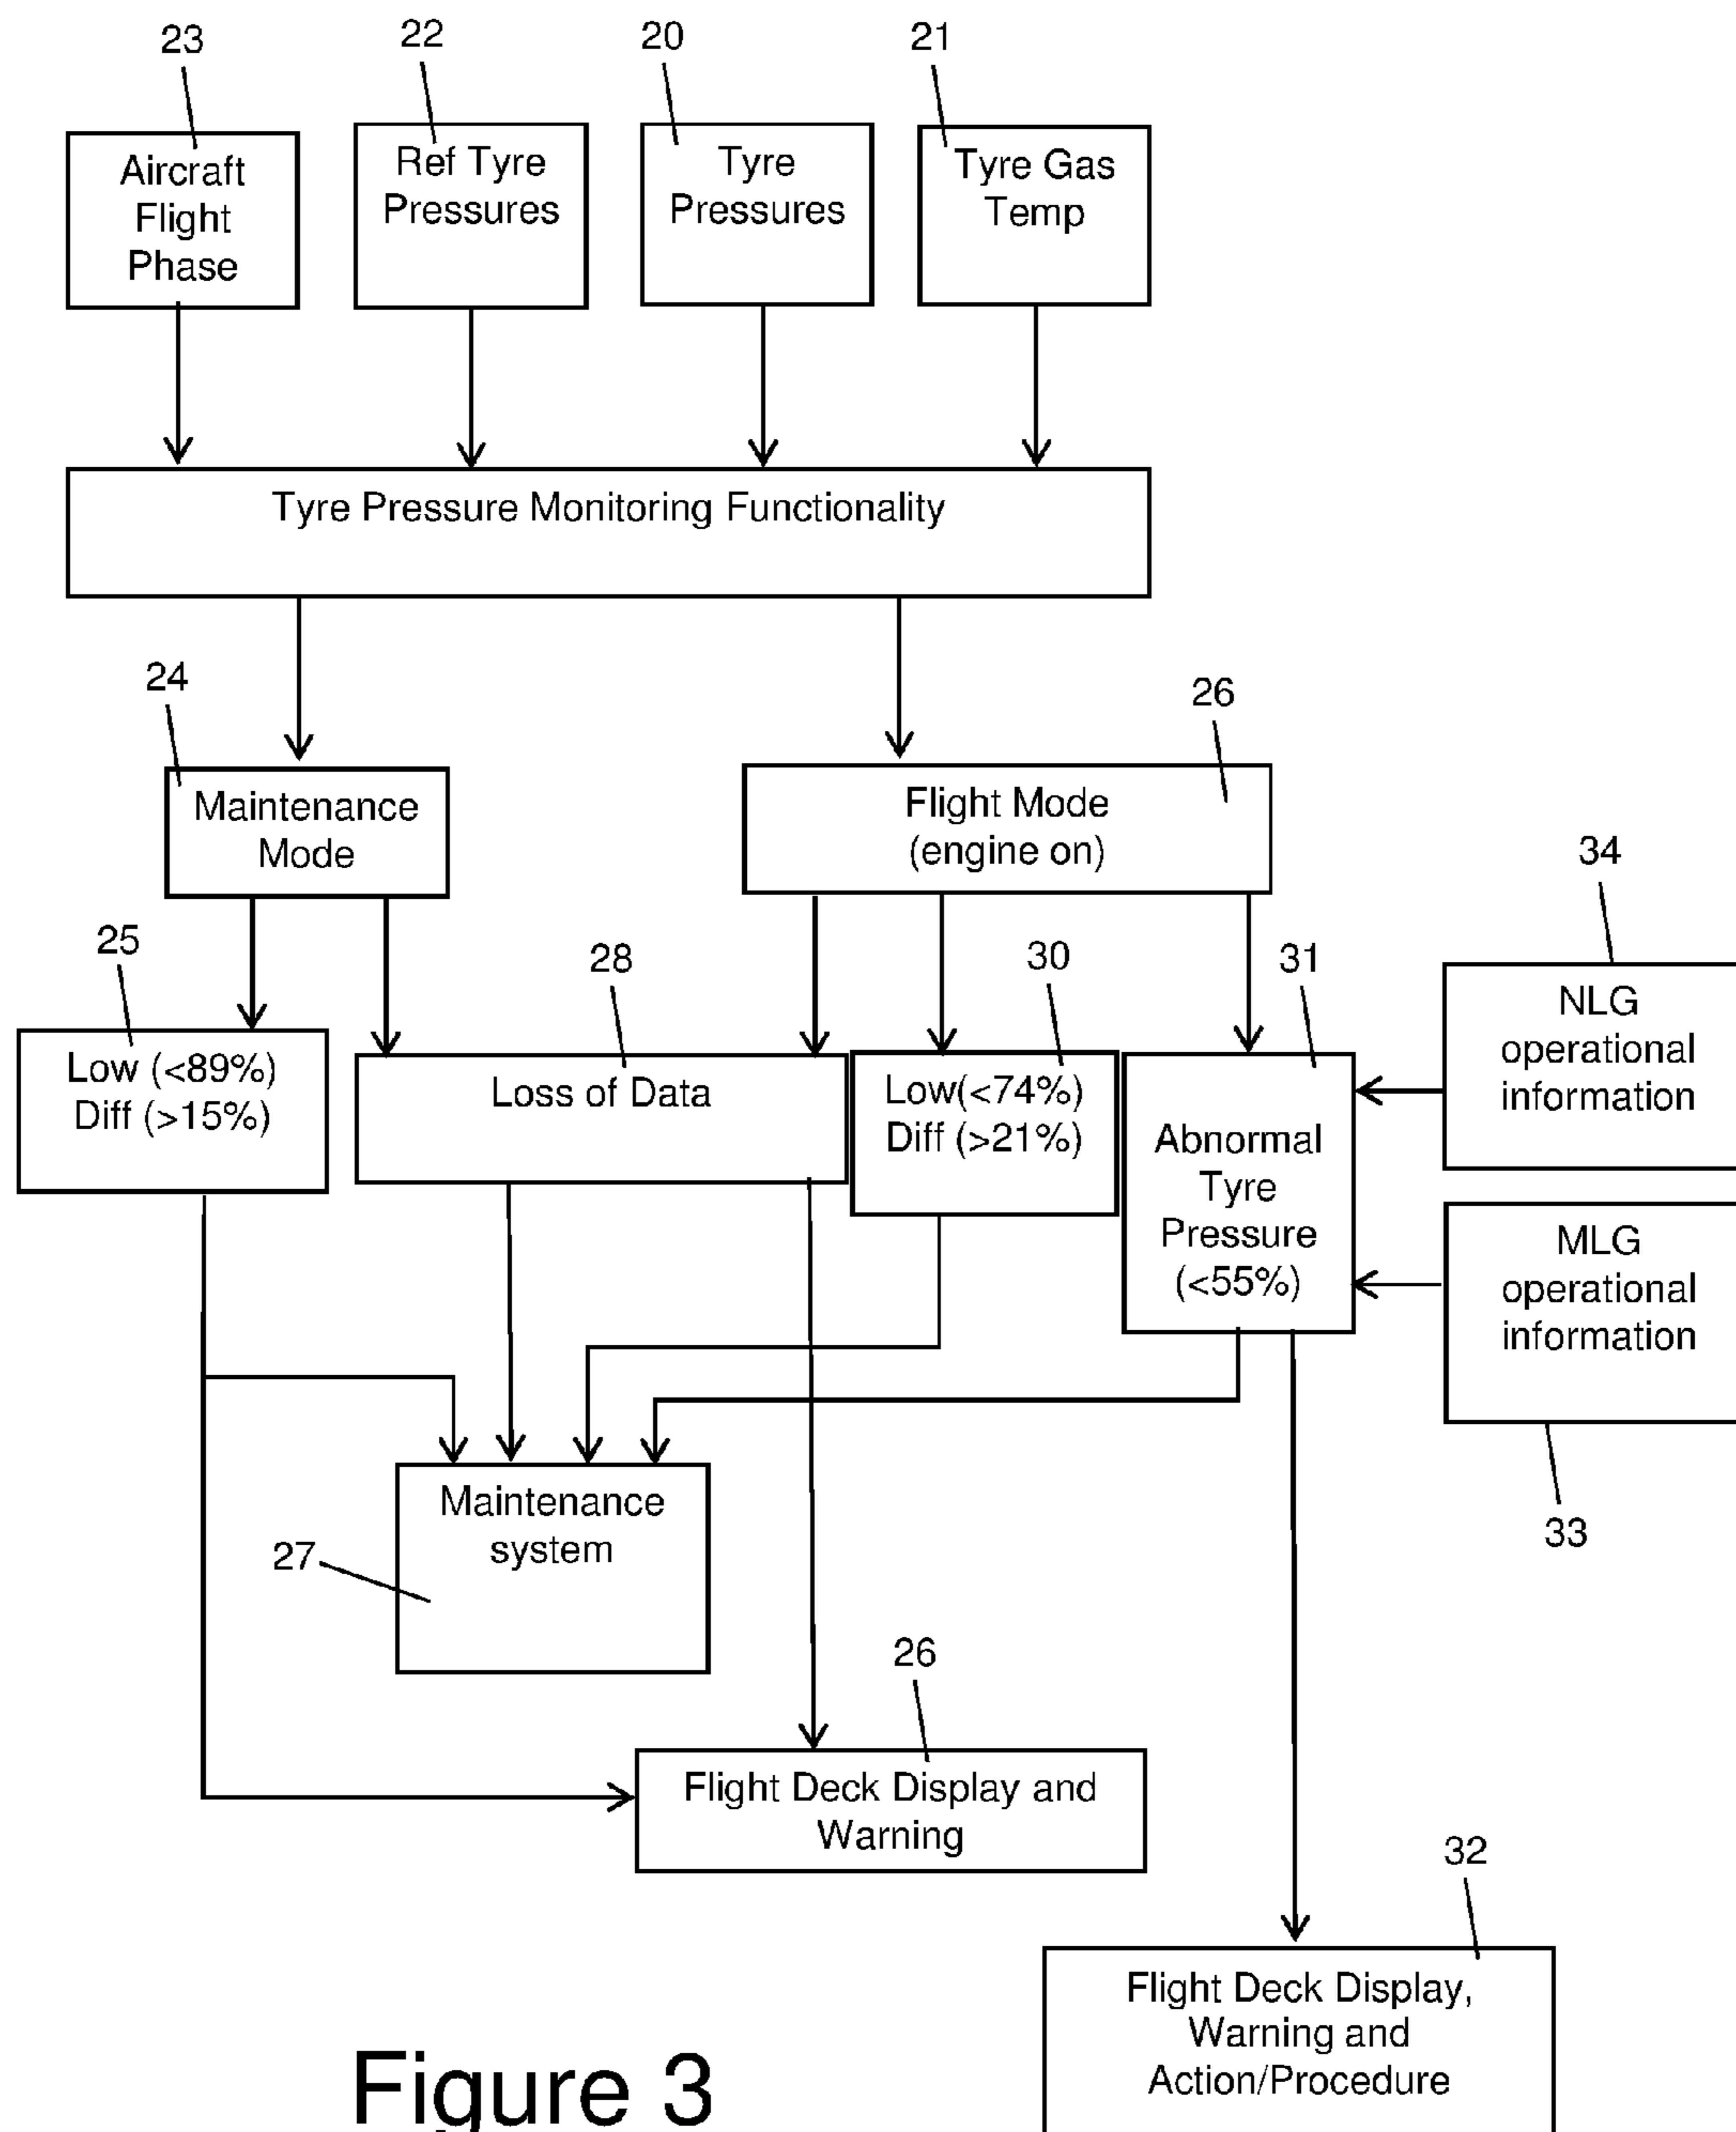 23
22
20
21
Aircraft
Flight
Phase
Ref Tyre
Pressures
Tyre
Pressures
Tyre Gas
Temp
Tyre Pressure Monitoring Functionality
24
26
Maintenance
Mode
Flight Mode
(engine on)
34
25
28
30
31
NLG
operational
information
Low (<89%)
Diff (>15%)
Loss of Data
Low(<74%)
Diff (>21%)
Abnormal
Tyre
Pressure
(<55%)
MLG
operational
information
33
Maintenance
system
27
26
Flight Deck Display and
Warning
32
Flight Deck Display,
Warning and
Action/Procedure
Figure 3